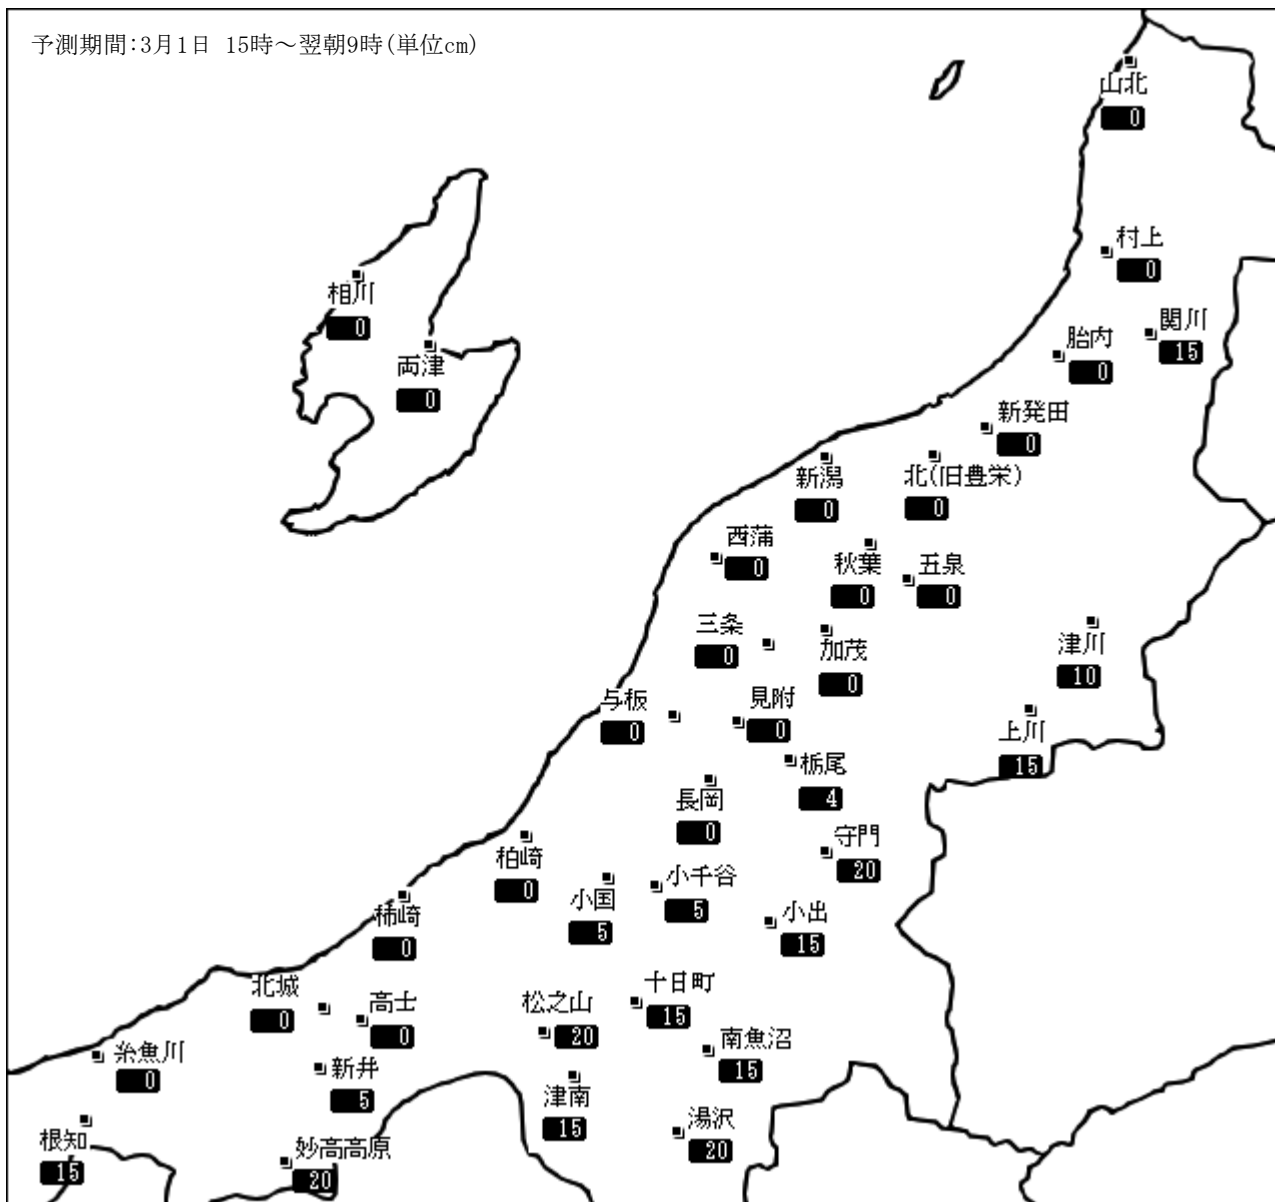 予測期間:3月1日 15時～翌朝9時(単位cm)
山北
0
村上
0
相川
0
関川
15
胎内
0
両津
0
新発田
0
新潟
0
北(旧豊栄)
0
西蒲
0
秋葉
0
五泉
0
三条
0
加茂
0
津川
10
与板
0
見附
0
上川
15
栃尾
4
長岡
0
守門
20
柏崎
0
小千谷
5
小国
5
小出
15
柿崎
0
北城
0
高士
0
松之山
20
十日町
15
南魚沼
15
糸魚川
0
新井
5
津南
15
湯沢
20
根知
15
妙高高原
20